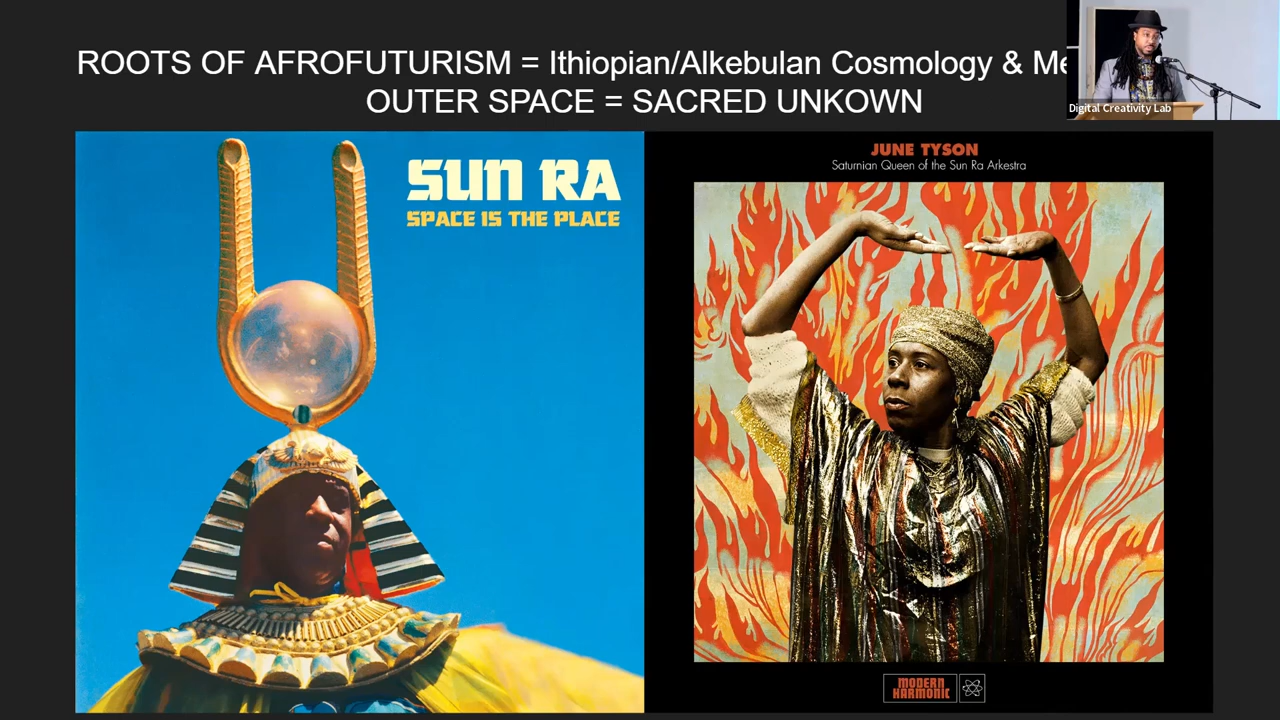 ROOTS OF AFROFUTURISM = Ithiopian/Alkebulan Cosmology &
OUTER SPACE = SACRED UNKOWN
Digital Creativity Lab
SUN RA
SPACE IS THE PLACE
JUNE TYSON
Saturnian Queen of the Sun Ra Arkestra
MODERN
HARMONIC